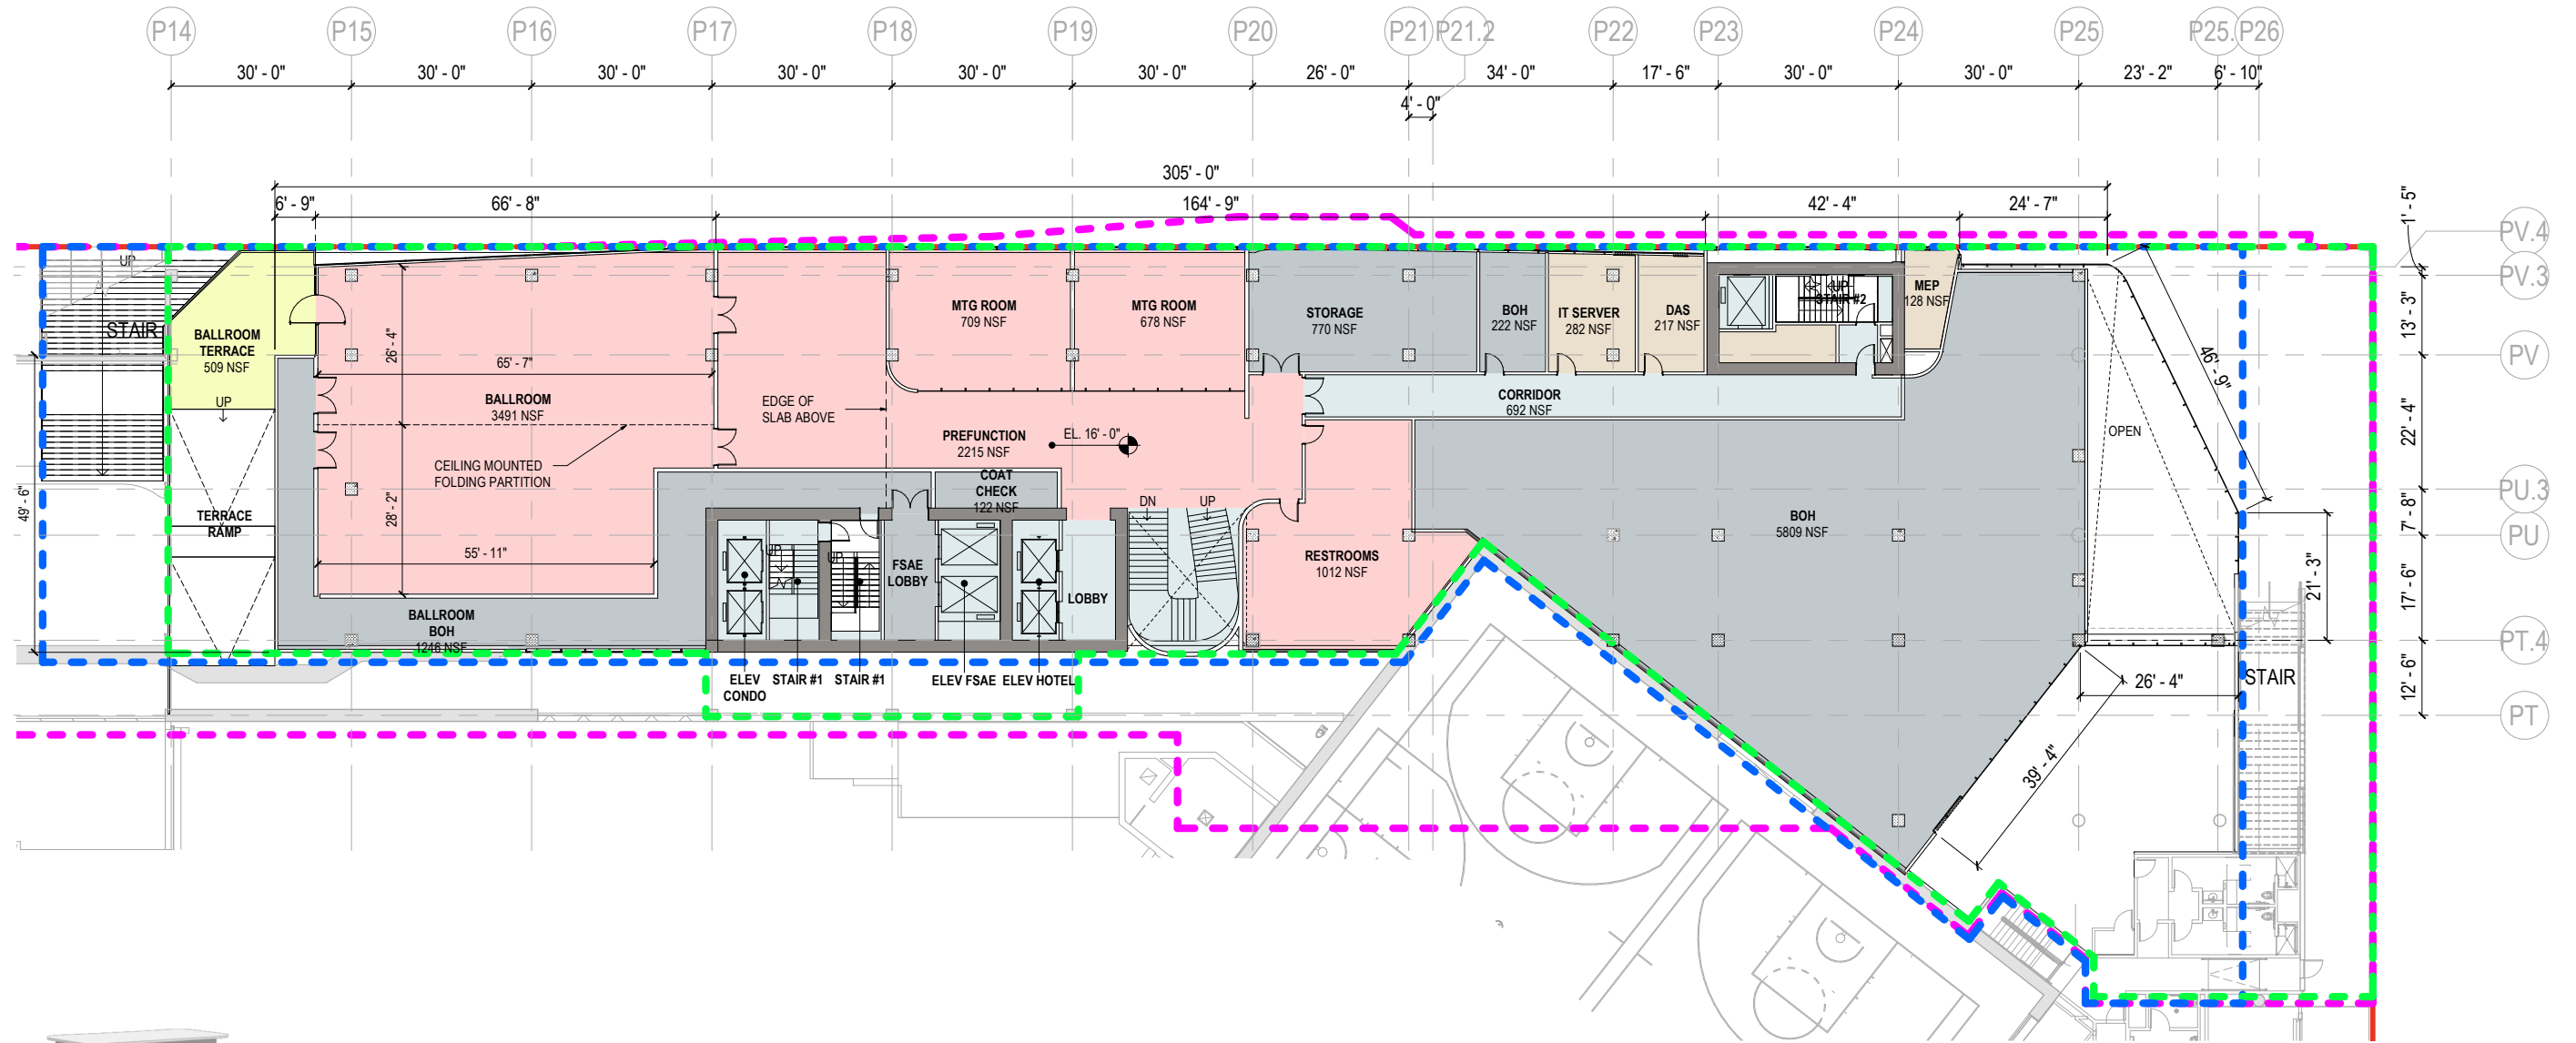 P14 P15 P16 P17 P18 P19 P20 P21 P21.2 P22 P23 P24 P25 P25. P26
30' - 0" 30' - 0" 30' - 0" 30' - 0" 30' - 0" 30' - 0" 26' - 0" 34' - 0" 17' - 6" 30' - 0" 30' - 0" 23' - 2" 6' - 10"
4' - 0"
305' - 0"
6' - 9" 66' - 8" 164' - 9" 42' - 4" 24' - 7"
1' - 5"
PV.4
PV.3
13' - 3"
PV
22' - 4"
PU.3
7' - 8"
PU
17' - 6"
PT.4
12' - 6"
PT
UP
STAIR
49' - 6"
BALLROOM
TERRACE
509 NSF
UP
TERRACE
RAMP
26' - 4"
65' - 7"
BALLROOM
3491 NSF
CEILING MOUNTED
FOLDING PARTITION
28' - 2"
55' - 11"
BALLROOM
BOH
1246 NSF
EDGE OF
SLAB ABOVE
MTG ROOM
709 NSF
MTG ROOM
678 NSF
PREFUNCTION
2215 NSF
EL. 16' - 0"
COAT
CHECK
122 NSF
DN UP
UP
UP
FSAE
LOBBY
LOBBY
ELEV
CONDO
STAIR #1
STAIR #1
ELEV FSAE
ELEV HOTEL
STORAGE
770 NSF
BOH
222 NSF
IT SERVER
282 NSF
DAS
217 NSF
UP
STAIR #2
MEP
128 NSF
CORRIDOR
692 NSF
RESTROOMS
1012 NSF
BOH
5809 NSF
OPEN
46' - 9"
21' - 3"
26' - 4"
STAIR
39' - 4"